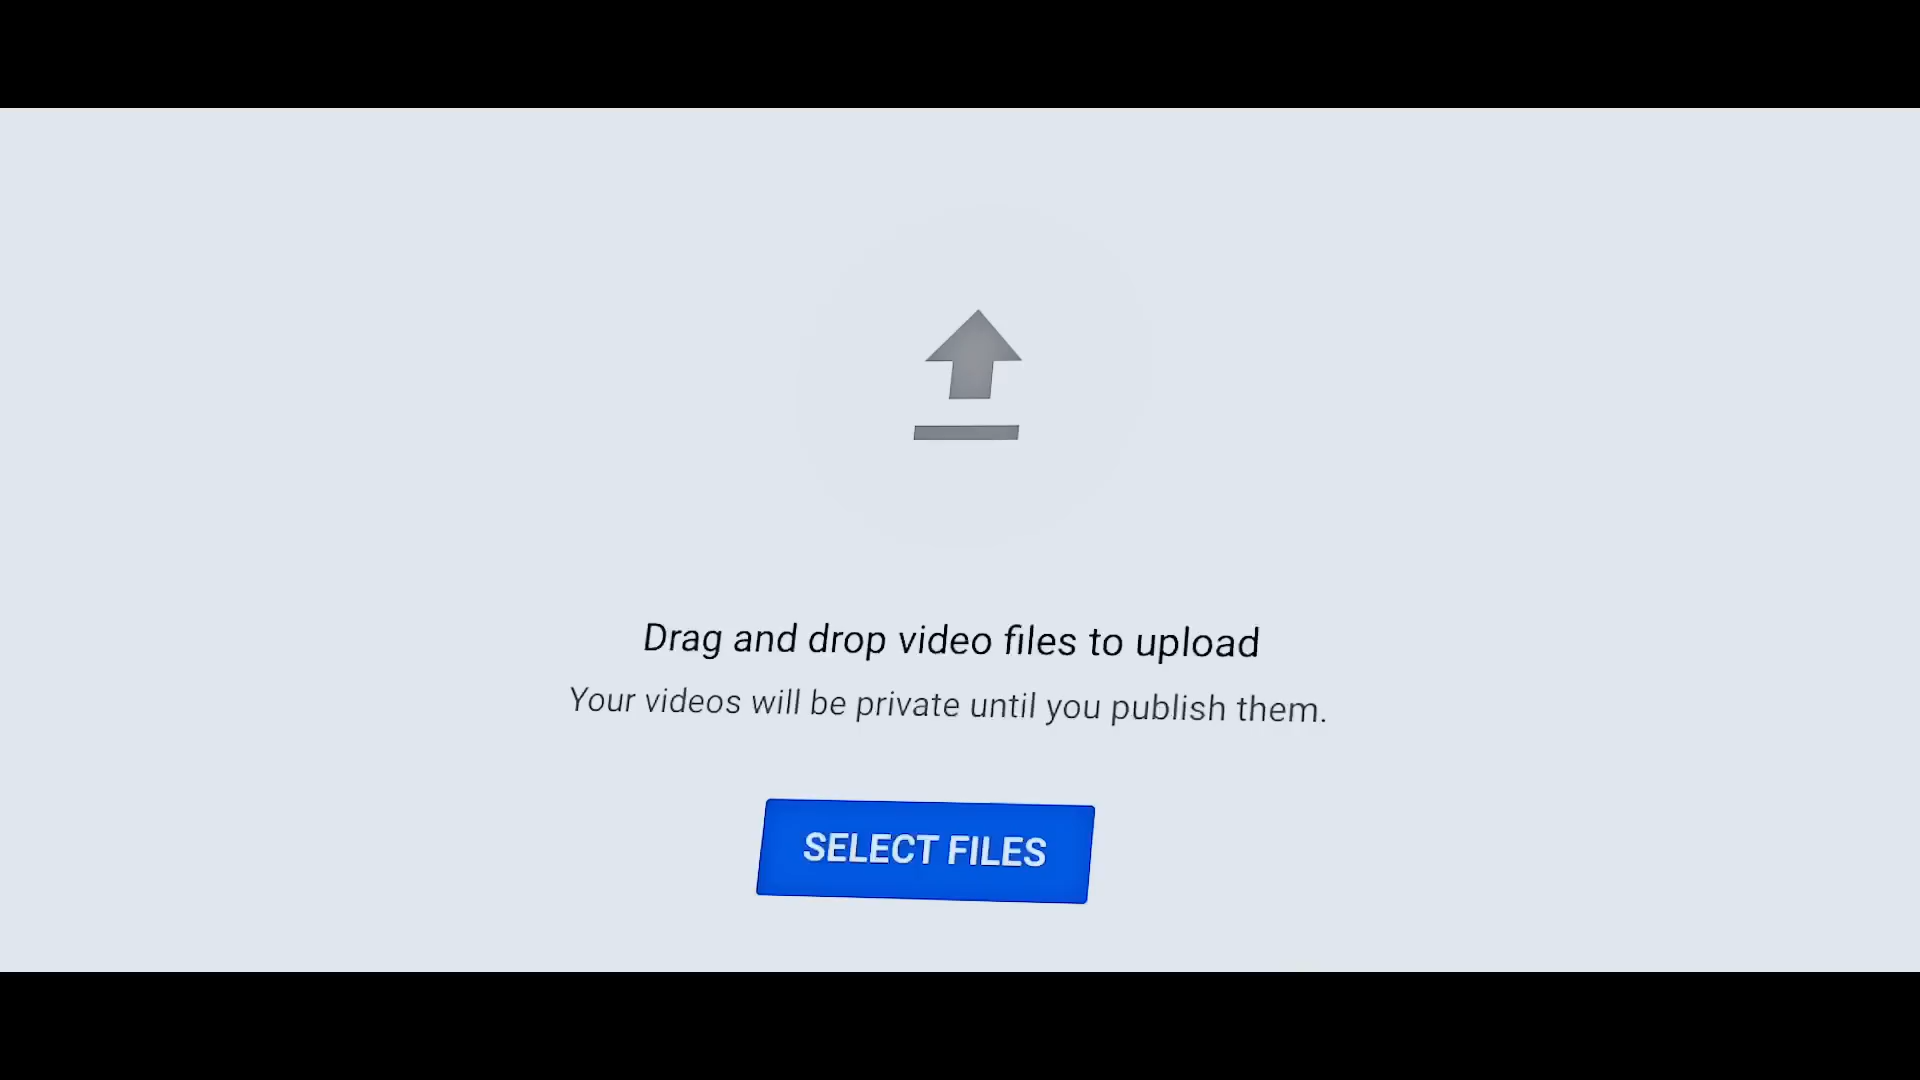 Drag and drop video files to upload
Your videos will be private until you publish them.
SELECT FILES